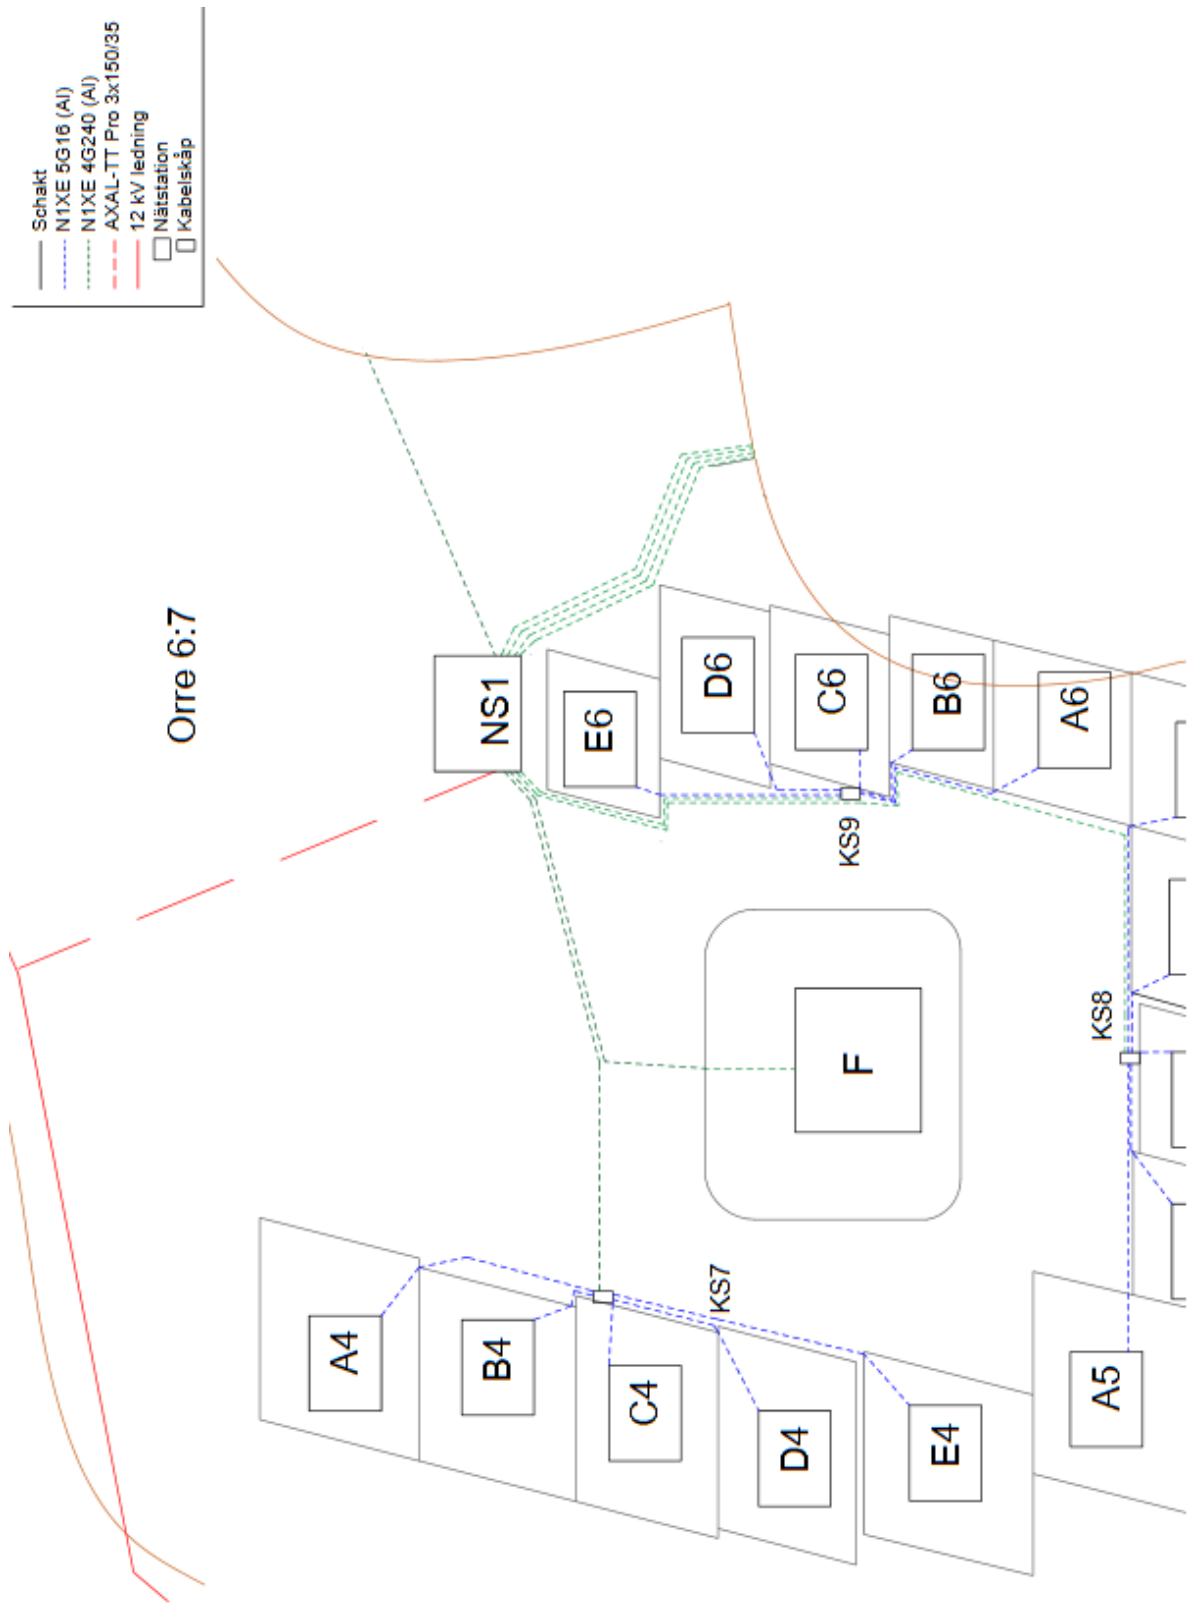 Schakt
N1XE 5G16 (Al)
N1XE 4G240 (Al)
AXAL-TT Pro 3x150/35
12 kV ledning
Nätstation
Kabelskåp
Orre 6:7
NS1
E6
D6
C6
B6
A6
KS9
F
KS8
A4
B4
C4
KS7
D4
E4
A5